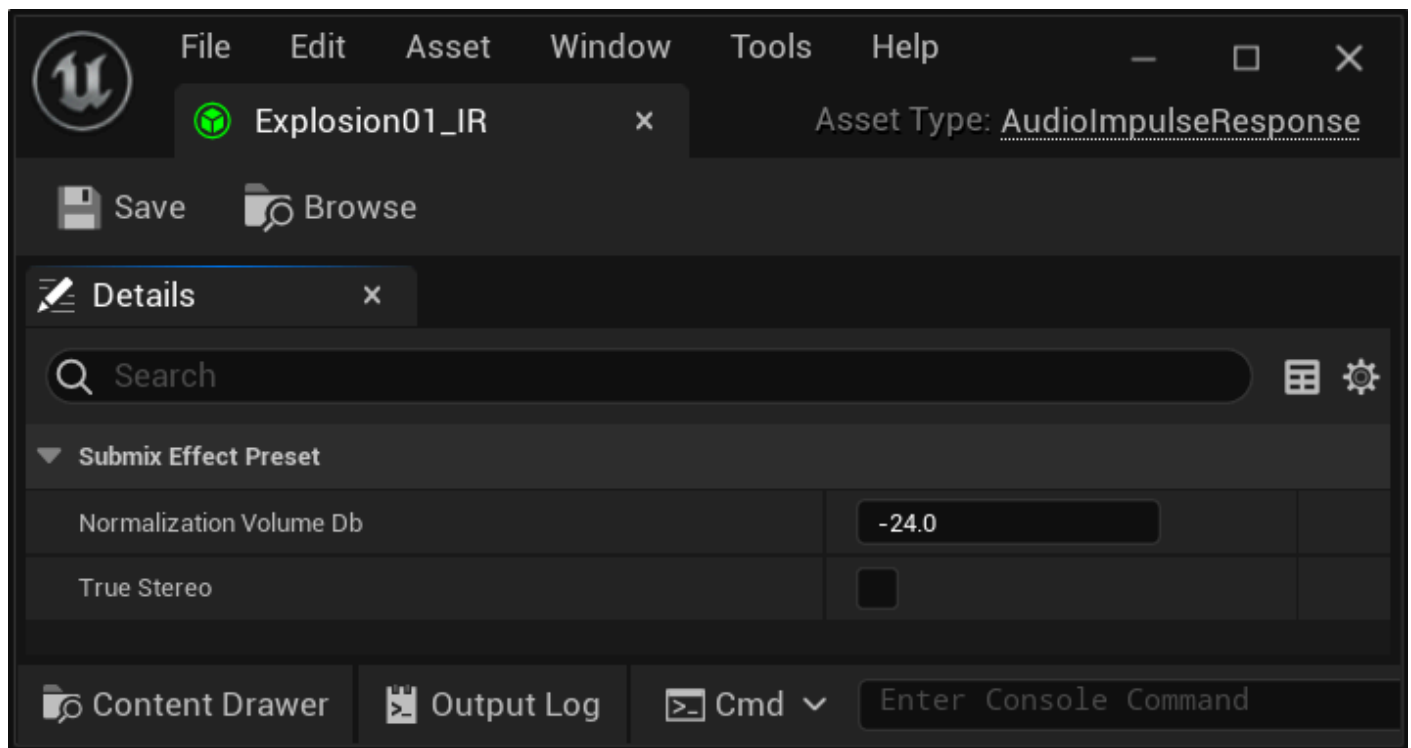 File Edit Asset Window Tools Help
Explosion01_IR
Asset Type: AudioImpulseResponse
Save Browse
Details
Search
Submix Effect Preset
Normalization Volume Db -24.0
True Stereo
Content Drawer Output Log Cmd Enter Console Command